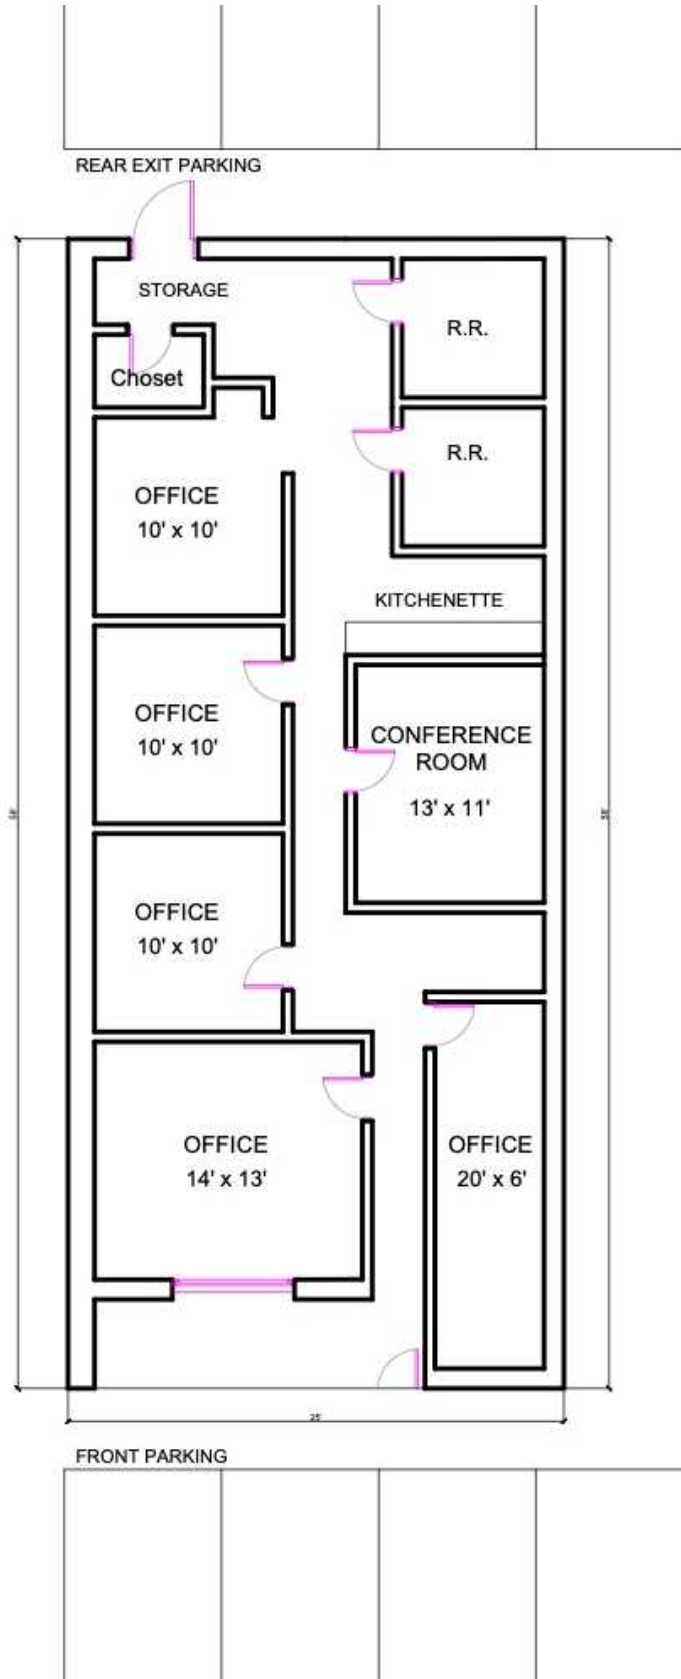 REAR EXIT PARKING
STORAGE
R.R.
Choset
R.R.
OFFICE
10' x 10'
KITCHENETTE
OFFICE
10' x 10'
CONFERENCE
ROOM
13' x 11'
OFFICE
10' x 10'
OFFICE
14' x 13'
OFFICE
20' x 6'
25'
FRONT PARKING